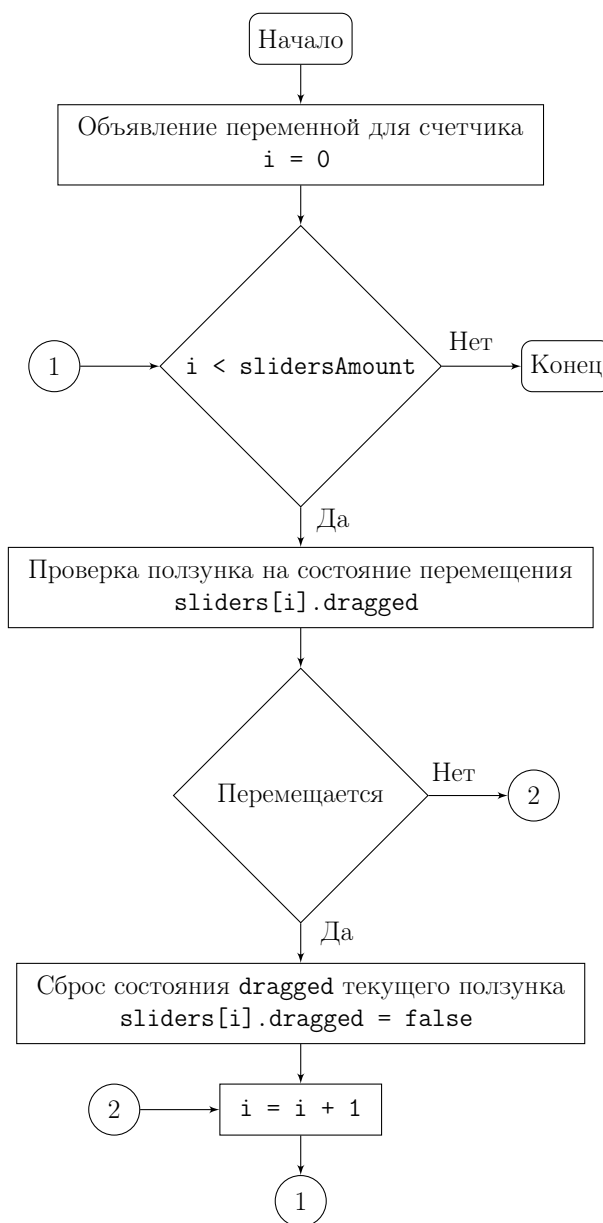 Начало
Объявление переменной для счетчика
i = 0
1
i < slidersAmount
Нет
Конец
Да
Проверка ползунка на состояние перемещения
sliders[i].dragged
Перемещается
Нет
2
Да
Сброс состояния dragged текущего ползунка
sliders[i].dragged = false
2
i = i + 1
1